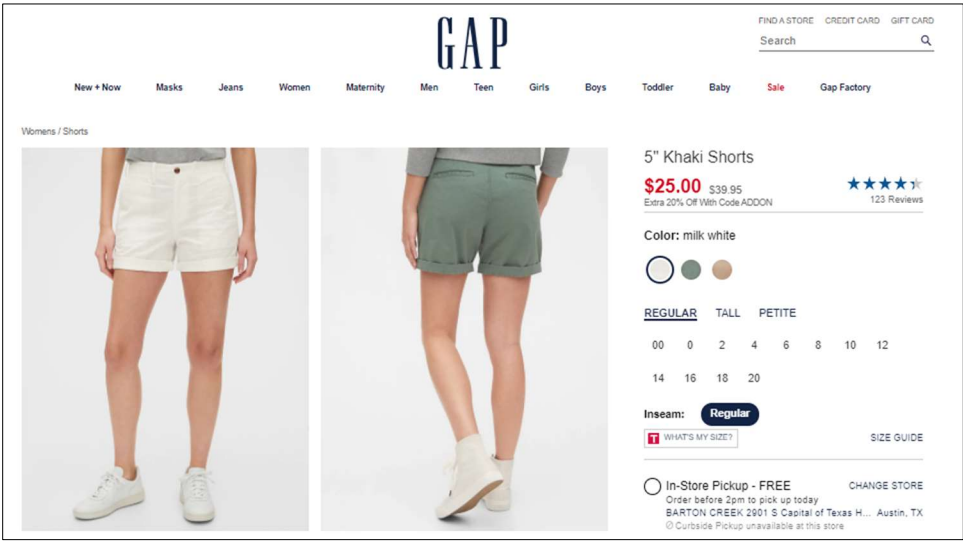 FIND A STORE CREDIT CARD GIFT CARD
GAP
Search
New + Now Masks Jeans Women Maternity Men Teen Girls Boys Toddler Baby Sale Gap Factory
Womens / Shorts
5" Khaki Shorts
$25.00 $39.95
Extra 20% Off With Code ADDON
123 Reviews
Color: milk white
REGULAR TALL PETITE
00 0 2 4 6 8 10 12
14 16 18 20
Inseam: Regular
T WHAT'S MY SIZE? SIZE GUIDE
In-Store Pickup - FREE CHANGE STORE
Order before 2pm to pick up today
BARTON CREEK 2901 S Capital of Texas H... Austin, TX
Curbside Pickup unavailable at this store